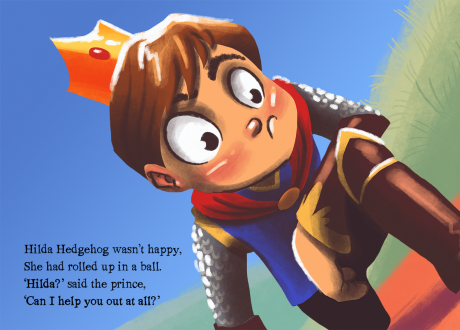 Hilda Hedgehog wasn't happy,
She had rolled up in a ball.
'Hilda?' said the prince,
'Can I help you out at all?'